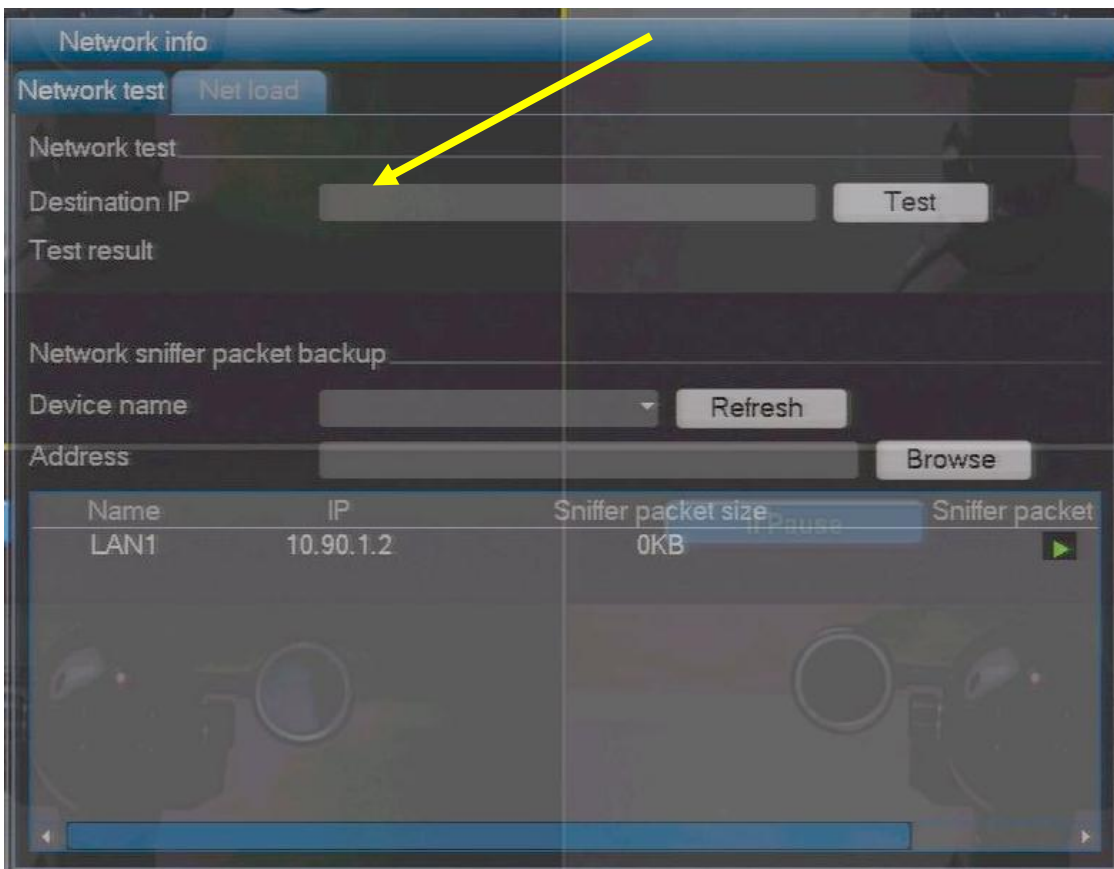 Network info
Network test Net load
Network test
Destination IP Test
Test result
Network sniffer packet backup
Device name Refresh
Address Browse
Name IP Sniffer packet size Sniffer packet
LAN1 10.90.1.2 0KB
Pause